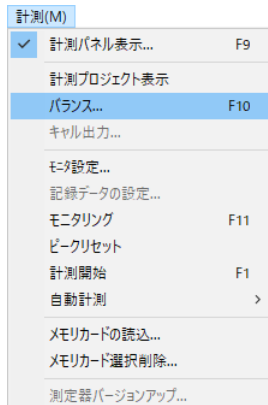 計測(M)
計測パネル表示... F9
計測プロジェクト表示
バランス... F10
キャル出力...
ﾓﾆﾀ設定...
記録データの設定...
モニタリング F11
ピークリセット
計測開始 F1
自動計測
メモリカードの読込...
メモリカード選択削除...
測定器バージョンアップ...